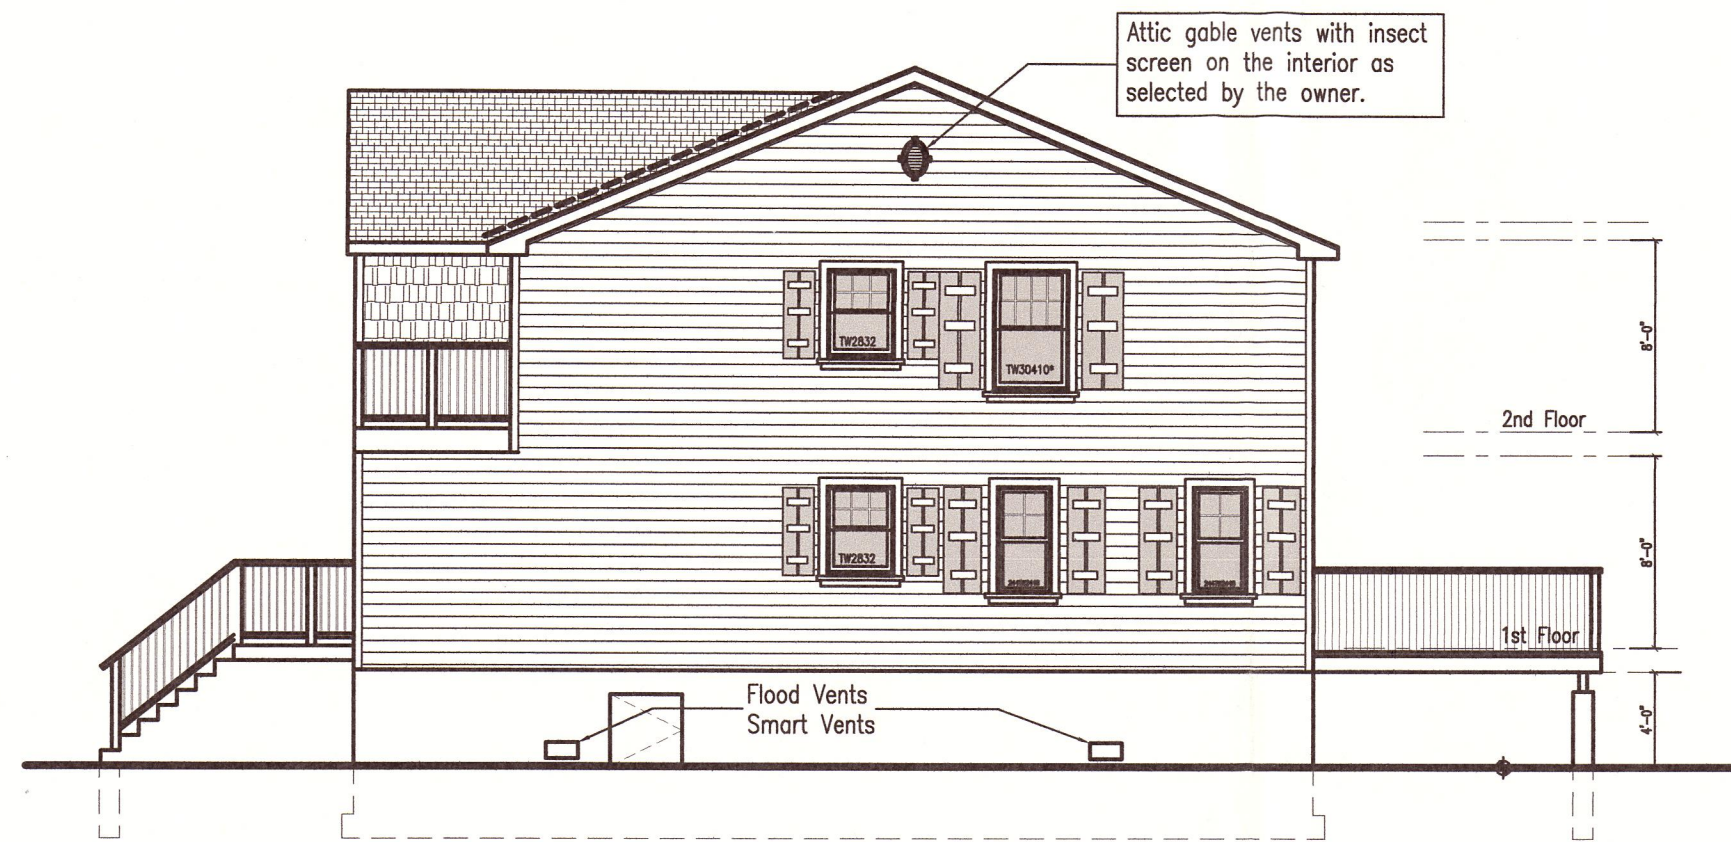 Attic gable vents with insect
screen on the interior as
selected by the owner.
TW2832
TW30410*
8'-0"
2nd Floor
TW2832
8'-0"
1st Floor
Flood Vents
Smart Vents
4'-0"